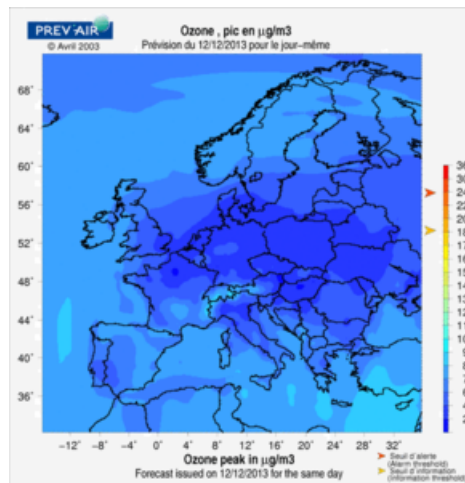 PREV'AIR
© Avril 2003
Ozone , pic en µg/m3
Prévision du 12/12/2013 pour le jour-même
68°
64°
60°
56°
52°
48°
44°
40°
36°
−12° −8° −4° 0° 4° 8° 12° 16° 20° 24° 28° 32°
Ozone peak in µg/m3
Forecast issued on 12/12/2013 for the same day
Seuil d'alerte
(Alarm threshold)
Seuil d'information
(Information threshold)